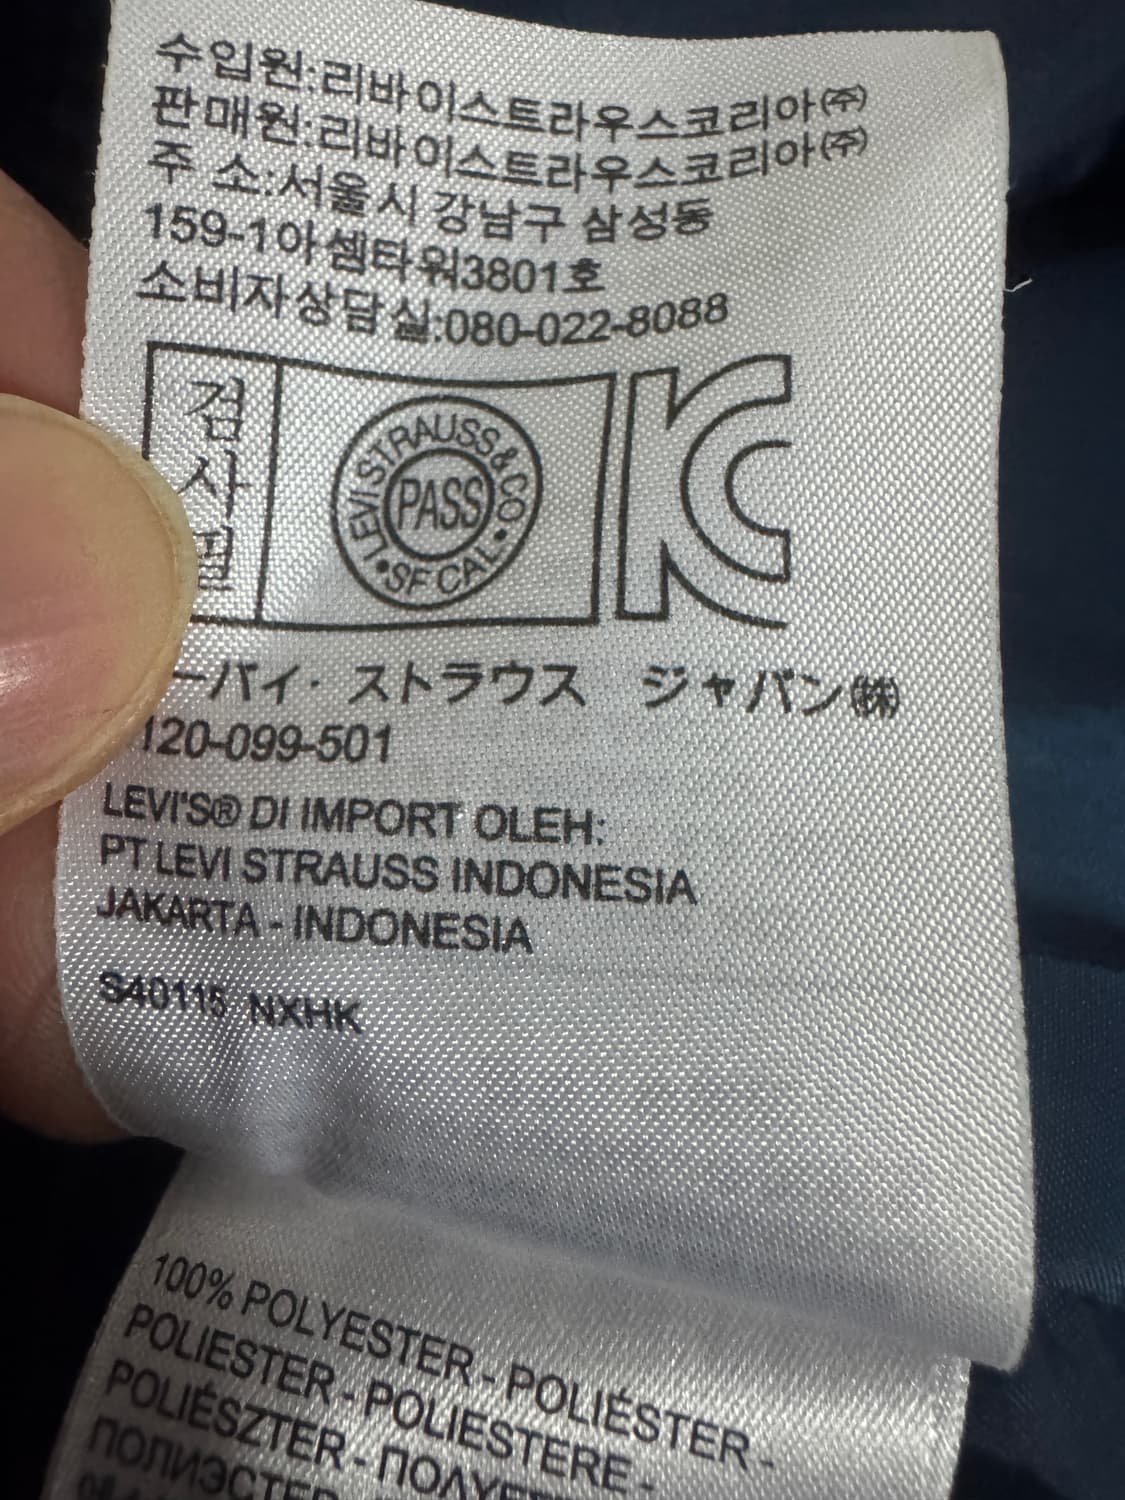 수입원:리바이스트라우스코리아㈜
판매원:리바이스트라우스코리아㈜
주 소:서울시 강남구 삼성동
159-1아셈타워3801호
소비자상담실:080-022-8088
검사필
LEVI STRAUSS & CO
PASS
SF CAL
KC
ーバイ・ストラウス ジャパン㈱
120-099-501
LEVI'S® DI IMPORT OLEH:
PT LEVI STRAUSS INDONESIA
JAKARTA - INDONESIA
S40115 NXHK
100% POLYESTER - POLIÉSTER -
POLIESTER - POLIESTERE -
POLIÉSZTER - ΠΟΛΥΕ
ПОЛИЭСТЕР